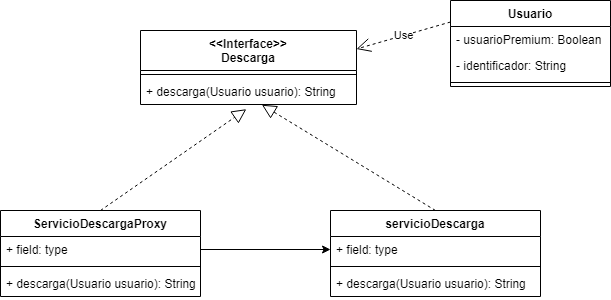 <<Interface>>
Descarga
+ descarga(Usuario usuario): String
Use
Usuario
- usuarioPremium: Boolean
- identificador: String
ServicioDescargaProxy
+ field: type
+ descarga(Usuario usuario): String
servicioDescarga
+ field: type
+ descarga(Usuario usuario): String